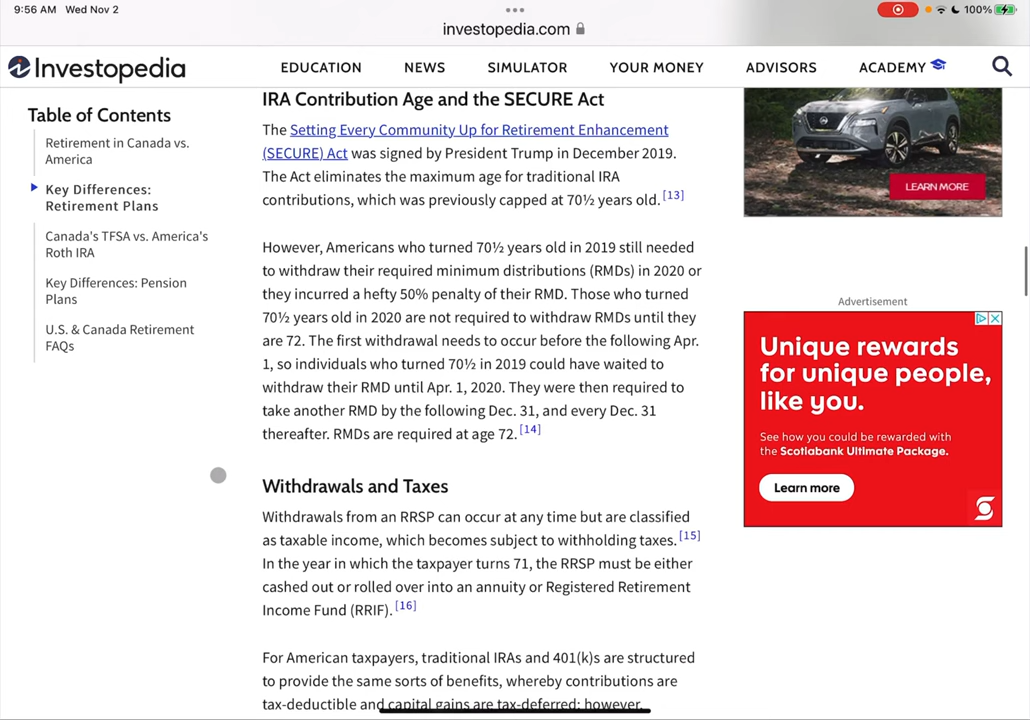 9:56 AM Wed Nov 2
100%
investopedia.com
Investopedia
EDUCATION NEWS SIMULATOR YOUR MONEY ADVISORS ACADEMY
Table of Contents
Retirement in Canada vs.
America
Key Differences:
Retirement Plans
Canada's TFSA vs. America's
Roth IRA
Key Differences: Pension
Plans
U.S. & Canada Retirement
FAQs
IRA Contribution Age and the SECURE Act
The Setting Every Community Up for Retirement Enhancement
(SECURE) Act was signed by President Trump in December 2019.
The Act eliminates the maximum age for traditional IRA
contributions, which was previously capped at 70½ years old. [13]
However, Americans who turned 70½ years old in 2019 still needed
to withdraw their required minimum distributions (RMDs) in 2020 or
they incurred a hefty 50% penalty of their RMD. Those who turned
70½ years old in 2020 are not required to withdraw RMDs until they
are 72. The first withdrawal needs to occur before the following Apr.
1, so individuals who turned 70½ in 2019 could have waited to
withdraw their RMD until Apr. 1, 2020. They were then required to
take another RMD by the following Dec. 31, and every Dec. 31
thereafter. RMDs are required at age 72. [14]
Withdrawals and Taxes
Withdrawals from an RRSP can occur at any time but are classified
as taxable income, which becomes subject to withholding taxes. [15]
In the year in which the taxpayer turns 71, the RRSP must be either
cashed out or rolled over into an annuity or Registered Retirement
Income Fund (RRIF). [16]
For American taxpayers, traditional IRAs and 401(k)s are structured
to provide the same sorts of benefits, whereby contributions are
tax-deductible and capital gains are tax-deferred; however,
LEARN MORE
Advertisement
Unique rewards
for unique people,
like you.
See how you could be rewarded with
the Scotiabank Ultimate Package.
Learn more